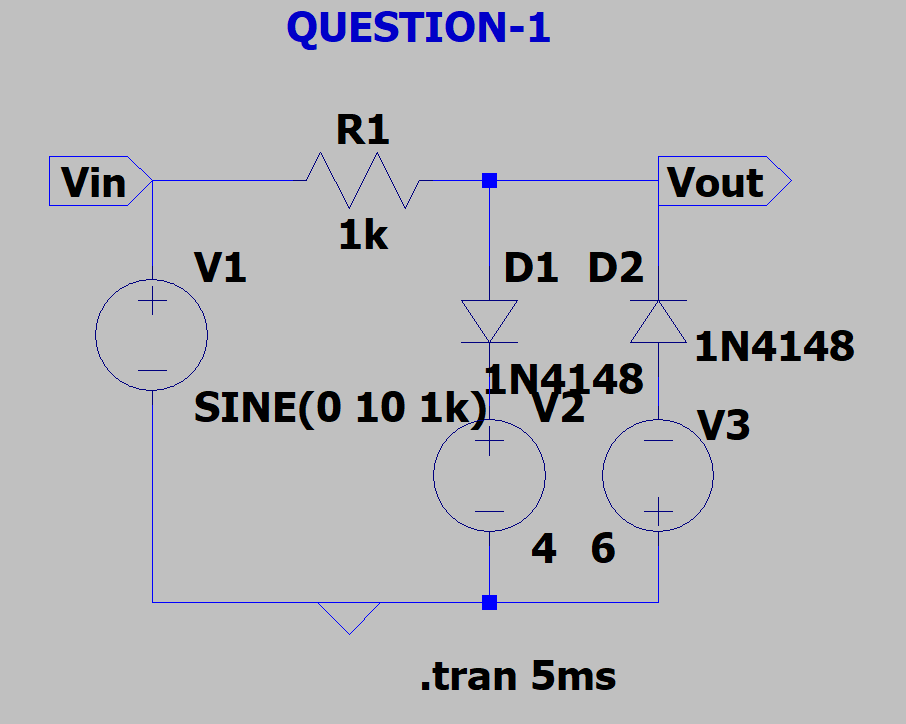 QUESTION-1
R1
Vin
Vout
1k
V1
D1
D2
1N4148
1N4148
SINE(0 10 1k)
V2
V3
4
6
.tran 5ms